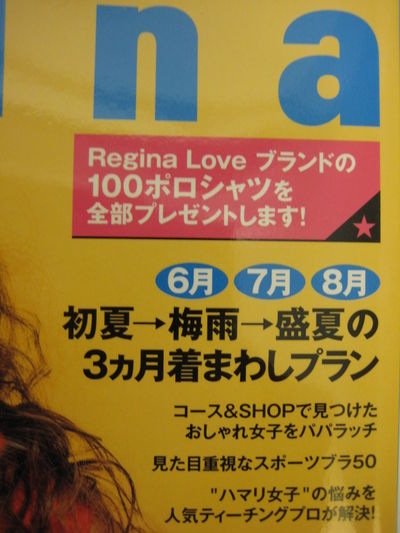 ina
Regina Love ブランドの
100ポロシャツを
全部プレゼントします!
6月 7月 8月
初夏→梅雨→盛夏の
3ヵ月着まわしプラン
コース&SHOPで見つけた
おしゃれ女子をパパラッチ
見た目重視なスポーツブラ50
"ハマリ女子"の悩みを
人気ティーチングプロが解決!